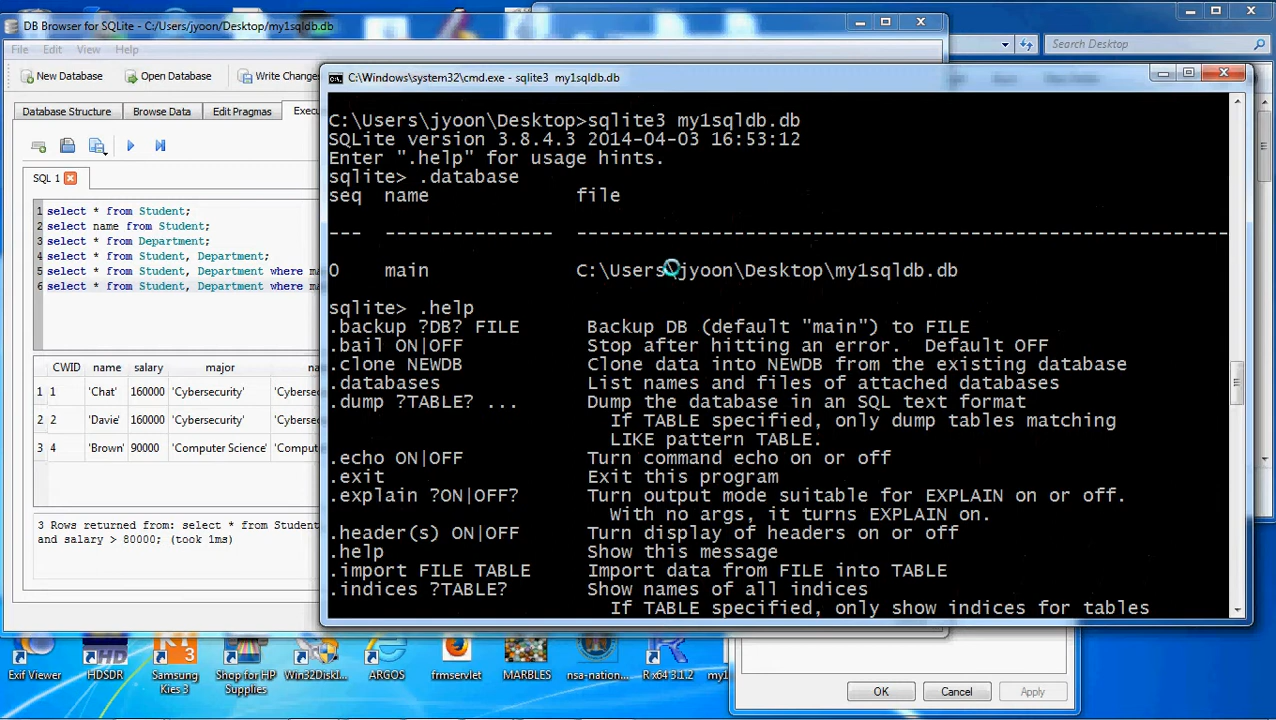 DB Browser for SQLite - C:/Users/jyoon/Desktop/my1sqldb.db
File Edit View Help
New Database Open Database Write Changes
Database Structure Browse Data Edit Pragmas
SQL 1
1 select * from Student;
2 select name from Student;
3 select * from Department;
4 select * from Student, Department;
5 select * from Student, Department where
6 select * from Student, Department where
CWID name salary major
1 1 'Chat' 160000 'Cybersecurity'
2 2 'Davie' 160000 'Cybersecurity'
3 4 'Brown' 90000 'Computer Science'
3 Rows returned from: select * from Student
and salary > 80000; (took 1ms)
Search Desktop
C:\Windows\system32\cmd.exe - sqlite3 my1sqldb.db
C:\Users\jyoon\Desktop>sqlite3 my1sqldb.db
SQLite version 3.8.4.3 2014-04-03 16:53:12
Enter ".help" for usage hints.
sqlite> .database
seq name file
--- --------------- ----------------------------------------------------------
0 main C:\Users\jyoon\Desktop\my1sqldb.db
sqlite> .help
.backup ?DB? FILE Backup DB (default "main") to FILE
.bail ON|OFF Stop after hitting an error. Default OFF
.clone NEWDB Clone data into NEWDB from the existing database
.databases List names and files of attached databases
.dump ?TABLE? ... Dump the database in an SQL text format
If TABLE specified, only dump tables matching
LIKE pattern TABLE.
.echo ON|OFF Turn command echo on or off
.exit Exit this program
.explain ?ON|OFF? Turn output mode suitable for EXPLAIN on or off.
With no args, it turns EXPLAIN on.
.header(s) ON|OFF Turn display of headers on or off
.help Show this message
.import FILE TABLE Import data from FILE into TABLE
.indices ?TABLE? Show names of all indices
If TABLE specified, only show indices for tables
Exif Viewer
HDSDR
Samsung
Kies 3
Shop for HP
Supplies
Win32DiskI...
ARGOS
frmservlet
MARBLES
nsa-nation...
R x64 3.1.2
OK Cancel Apply